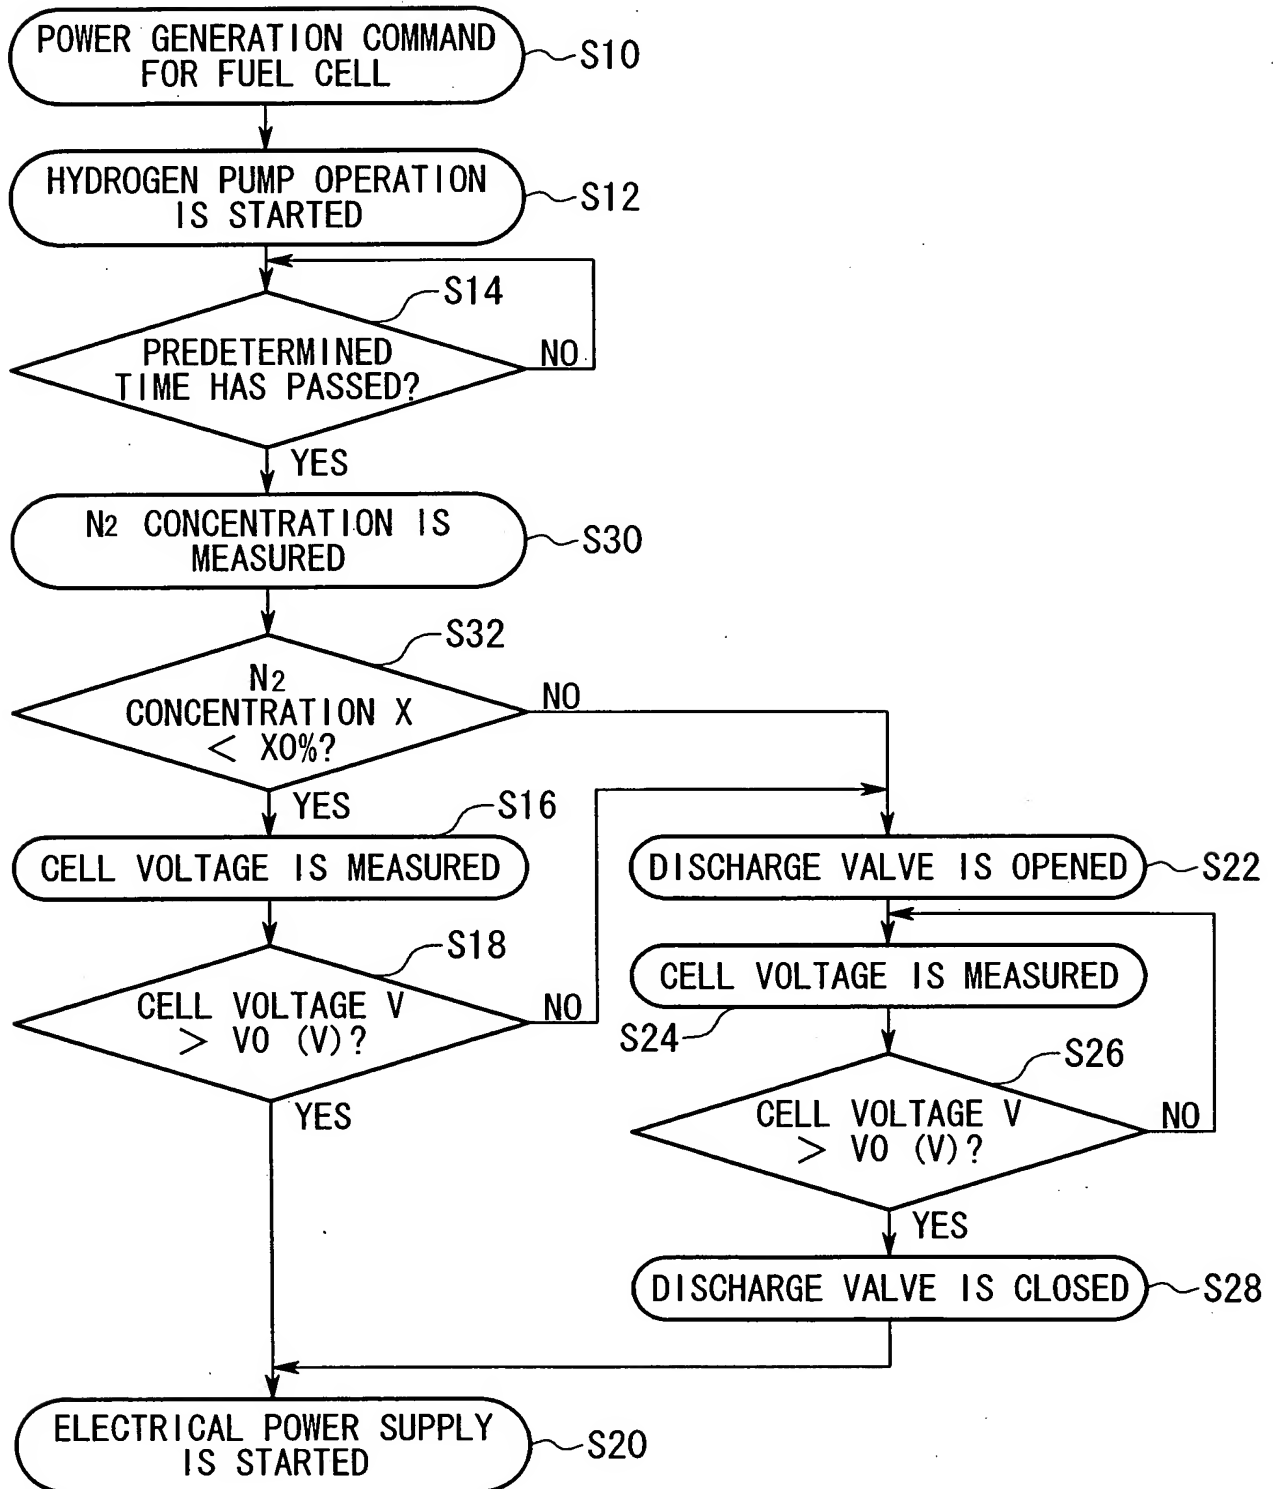 POWER GENERATION COMMAND
FOR FUEL CELL
S10
HYDROGEN PUMP OPERATION
IS STARTED
S12
S14
PREDETERMINED
TIME HAS PASSED?
NO
YES
N2 CONCENTRATION IS
MEASURED
S30
S32
N2
CONCENTRATION X
< X0%?
NO
YES
S16
CELL VOLTAGE IS MEASURED
S18
CELL VOLTAGE V
> V0 (V)?
NO
YES
DISCHARGE VALVE IS OPENED
S22
CELL VOLTAGE IS MEASURED
S24
S26
CELL VOLTAGE V
> V0 (V)?
NO
YES
DISCHARGE VALVE IS CLOSED
S28
ELECTRICAL POWER SUPPLY
IS STARTED
S20